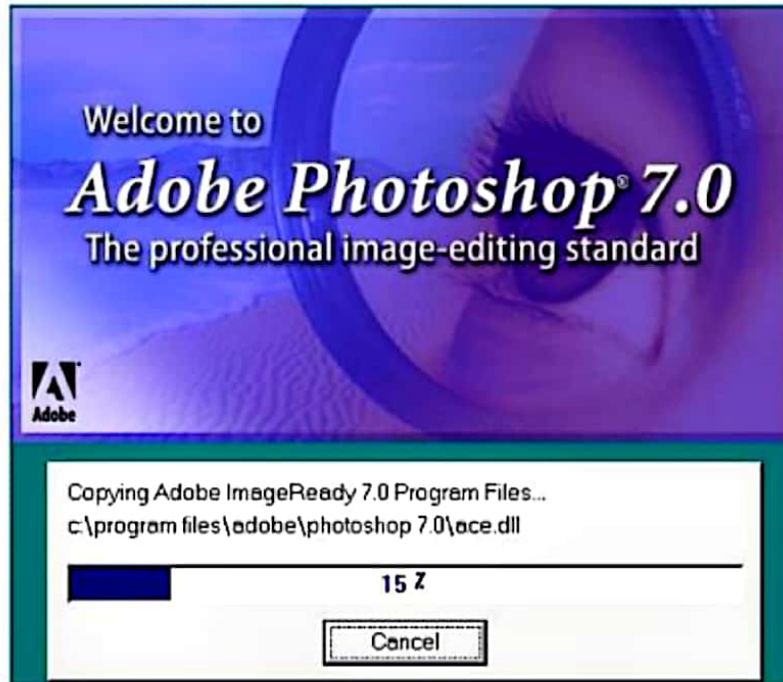 Welcome to
Adobe Photoshop® 7.0
The professional image-editing standard
Adobe
Copying Adobe ImageReady 7.0 Program Files...
c:\program files\adobe\photoshop 7.0\ace.dll
15 %
Cancel